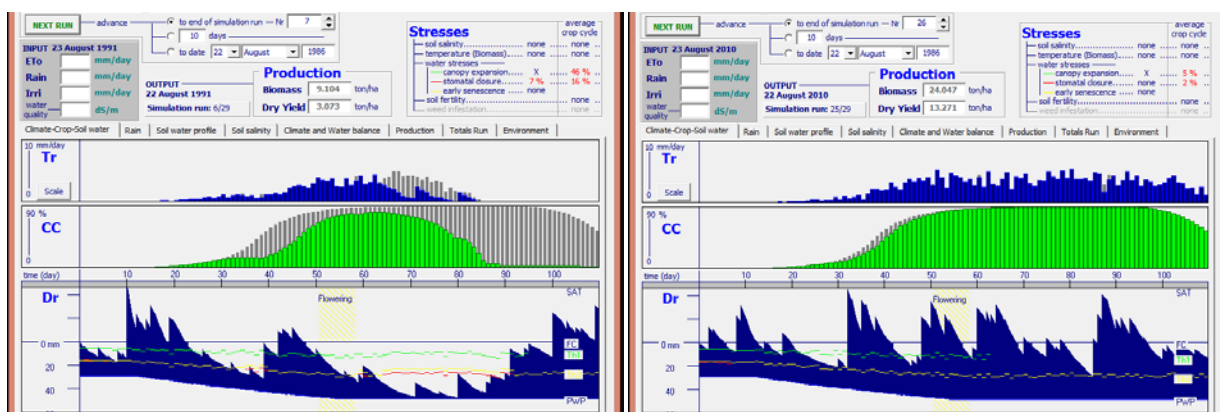 NEXT RUN
advance
to end of simulation run — Nr 7
10 days
to date 22 August 1986
INPUT 23 August 1991
ETo mm/day
Rain mm/day
Irri mm/day
water quality dS/m
OUTPUT
22 August 1991
Simulation run: 6/29
Production
Biomass 9.104 ton/ha
Dry Yield 3.073 ton/ha
Stresses
average
crop cycle
soil salinity none none
temperature (Biomass) none none
water stresses
canopy expansion X 46 %
stomatal closure 7 % 16 %
early senescence none
soil fertility none
weed infestation none
Climate-Crop-Soil water Rain Soil water profile Soil salinity Climate and Water balance Production Totals Run Environment
10 mm/day
Tr
0 Scale
90 %
CC
0
time (day) 10 20 30 40 50 60 70 80 90 100
Dr
Flowering
SAT
0 mm
FC
Th1
20
40
PWP
NEXT RUN
advance
to end of simulation run — Nr 26
10 days
to date 22 August 1986
INPUT 23 August 2010
ETo mm/day
Rain mm/day
Irri mm/day
water quality dS/m
OUTPUT
22 August 2010
Simulation run: 25/29
Production
Biomass 24.047 ton/ha
Dry Yield 13.271 ton/ha
Stresses
average
crop cycle
soil salinity none none
temperature (Biomass) none none
water stresses
canopy expansion X 5 %
stomatal closure none 2 %
early senescence none
soil fertility none
weed infestation none
Climate-Crop-Soil water Rain Soil water profile Soil salinity Climate and Water balance Production Totals Run Environment
10 mm/day
Tr
0 Scale
90 %
CC
0
time (day) 10 20 30 40 50 60 70 80 90 100
Dr
Flowering
SAT
0 mm
FC
Th1
20
40
PWP